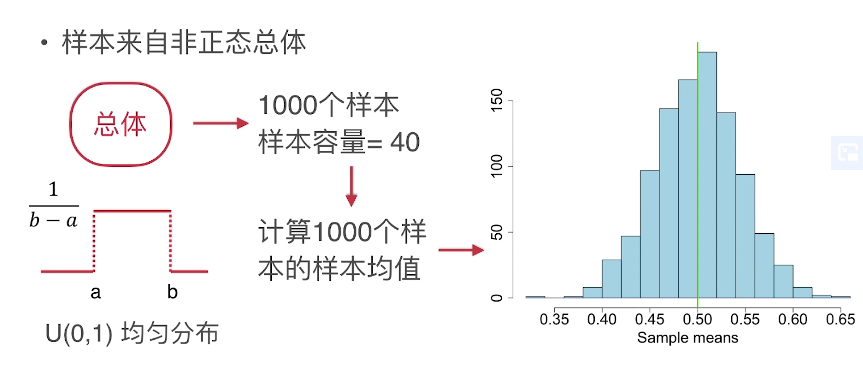 • 样本来自非正态总体
总体
1000个样本
样本容量= 40
计算1000个样
本的样本均值
1
b − a
a b
U(0,1) 均匀分布
150
100
50
0
0.35 0.40 0.45 0.50 0.55 0.60 0.65
Sample means